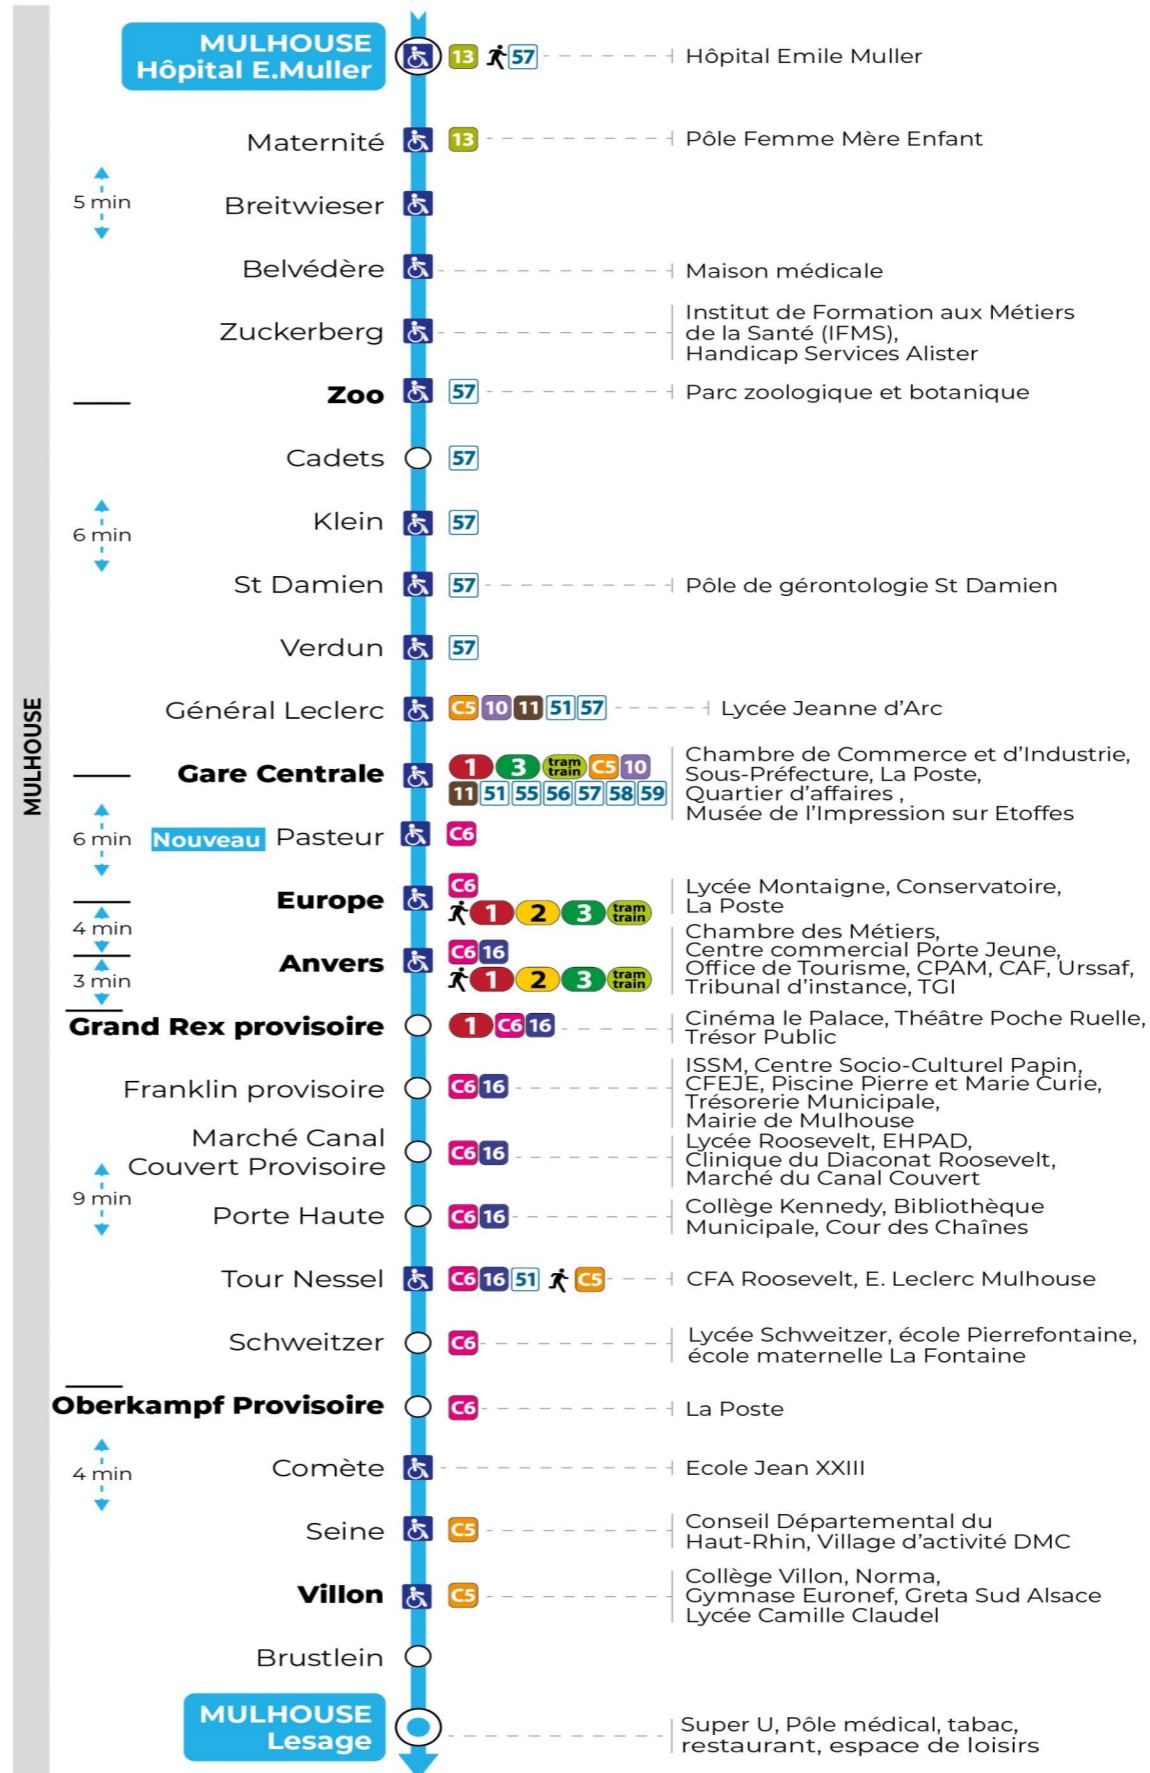 MULHOUSE
MULHOUSE
Hôpital E.Muller
13 57
Hôpital Emile Muller
Maternité
13
Pôle Femme Mère Enfant
5 min
Breitwieser
Belvédère
Maison médicale
Zuckerberg
Institut de Formation aux Métiers
de la Santé (IFMS),
Handicap Services Alister
Zoo
57
Parc zoologique et botanique
Cadets
57
6 min
Klein
57
St Damien
57
Pôle de gérontologie St Damien
Verdun
57
Général Leclerc
C5 10 11 51 57
Lycée Jeanne d’Arc
Gare Centrale
1 3 tram train C5 10
11 51 55 56 57 58 59
Chambre de Commerce et d’Industrie,
Sous-Préfecture, La Poste,
Quartier d’affaires ,
Musée de l’Impression sur Etoffes
6 min
Nouveau Pasteur
C6
Europe
C6
1 2 3 tram train
Lycée Montaigne, Conservatoire,
La Poste
4 min
Anvers
C6 16
1 2 3 tram train
Chambre des Métiers,
Centre commercial Porte Jeune,
Office de Tourisme, CPAM, CAF, Urssaf,
Tribunal d’instance, TGI
3 min
Grand Rex provisoire
1 C6 16
Cinéma le Palace, Théâtre Poche Ruelle,
Trésor Public
Franklin provisoire
C6 16
ISSM, Centre Socio-Culturel Papin,
CFEJE, Piscine Pierre et Marie Curie,
Trésorerie Municipale,
Mairie de Mulhouse
Marché Canal
Couvert Provisoire
C6 16
Lycée Roosevelt, EHPAD,
Clinique du Diaconat Roosevelt,
Marché du Canal Couvert
9 min
Porte Haute
C6 16
Collège Kennedy, Bibliothèque
Municipale, Cour des Chaînes
Tour Nessel
C6 16 51 C5
CFA Roosevelt, E. Leclerc Mulhouse
Schweitzer
C6
Lycée Schweitzer, école Pierrefontaine,
école maternelle La Fontaine
Oberkampf Provisoire
C6
La Poste
4 min
Comète
Ecole Jean XXIII
Seine
C5
Conseil Départemental du
Haut-Rhin, Village d’activité DMC
Villon
C5
Collège Villon, Norma,
Gymnase Euronef, Greta Sud Alsace
Lycée Camille Claudel
Brustlein
MULHOUSE
Lesage
Super U, Pôle médical, tabac,
restaurant, espace de loisirs